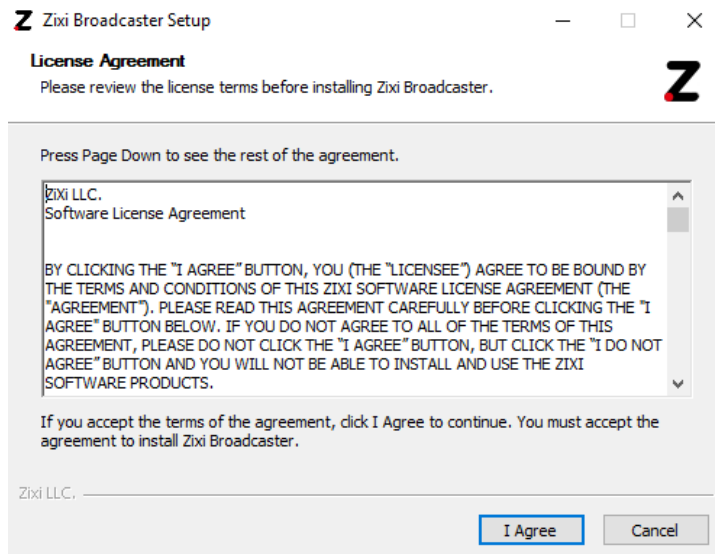 Z Zixi Broadcaster Setup
License Agreement
Please review the license terms before installing Zixi Broadcaster.
Z
Press Page Down to see the rest of the agreement.
ZiXi LLC.
Software License Agreement
BY CLICKING THE “I AGREE” BUTTON, YOU (THE “LICENSEE”) AGREE TO BE BOUND BY
THE TERMS AND CONDITIONS OF THIS ZIXI SOFTWARE LICENSE AGREEMENT (THE
"AGREEMENT"). PLEASE READ THIS AGREEMENT CAREFULLY BEFORE CLICKING THE "I
AGREE" BUTTON BELOW. IF YOU DO NOT AGREE TO ALL OF THE TERMS OF THIS
AGREEMENT, PLEASE DO NOT CLICK THE “I AGREE” BUTTON, BUT CLICK THE “I DO NOT
AGREE” BUTTON AND YOU WILL NOT BE ABLE TO INSTALL AND USE THE ZIXI
SOFTWARE PRODUCTS.
If you accept the terms of the agreement, click I Agree to continue. You must accept the
agreement to install Zixi Broadcaster.
Zixi LLC.
I Agree
Cancel